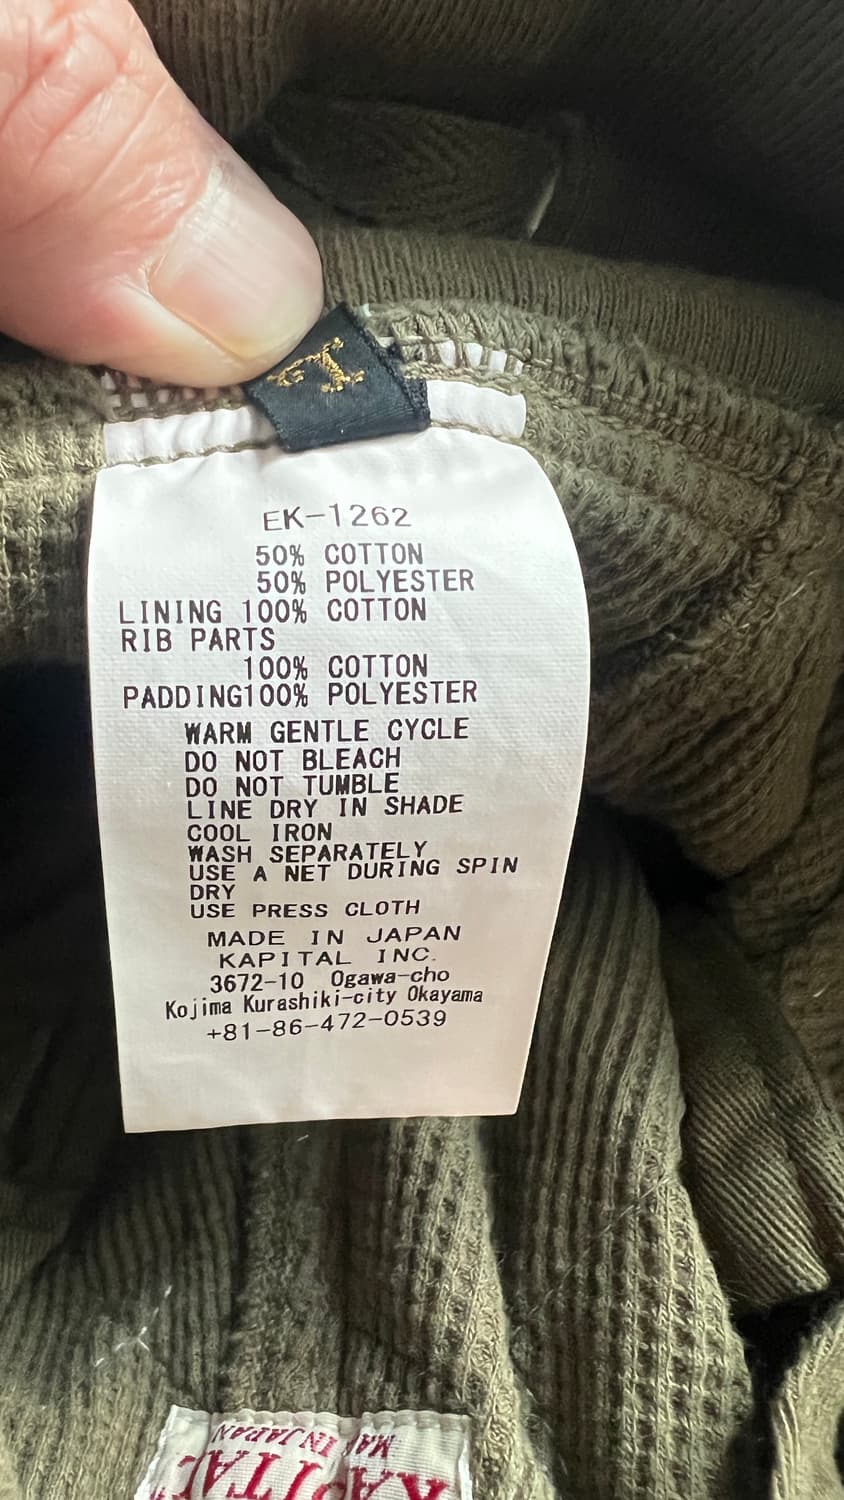 EK-1262
50% COTTON
50% POLYESTER
LINING 100% COTTON
RIB PARTS
100% COTTON
PADDING100% POLYESTER
WARM GENTLE CYCLE
DO NOT BLEACH
DO NOT TUMBLE
LINE DRY IN SHADE
COOL IRON
WASH SEPARATELY
USE A NET DURING SPIN
DRY
USE PRESS CLOTH
MADE IN JAPAN
KAPITAL INC.
3672-10 Ogawa-cho
Kojima Kurashiki-city Okayama
+81-86-472-0539
KAPITAL
IN JAPAN